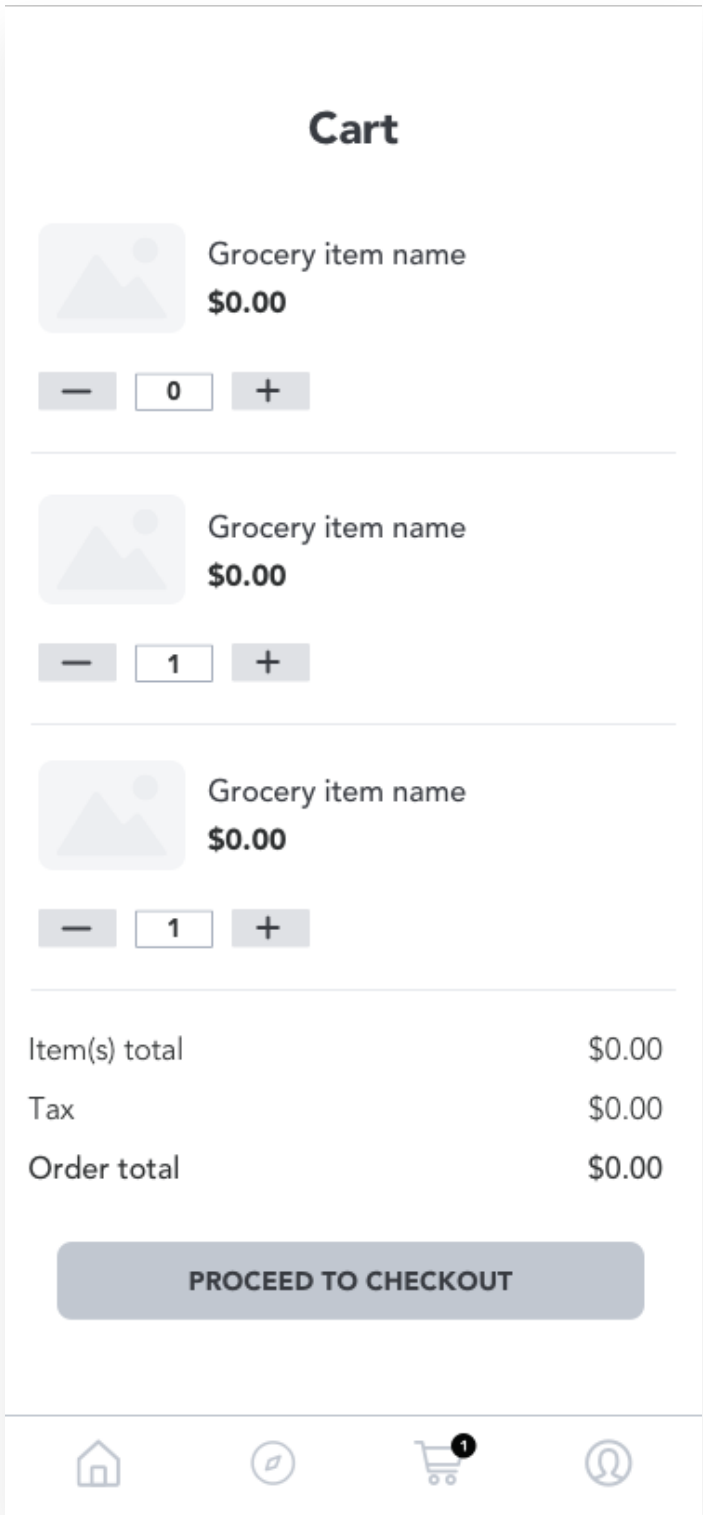 Cart
Grocery item name
$0.00
— 0 +
Grocery item name
$0.00
— 1 +
Grocery item name
$0.00
— 1 +
Item(s) total $0.00
Tax $0.00
Order total $0.00
PROCEED TO CHECKOUT
1